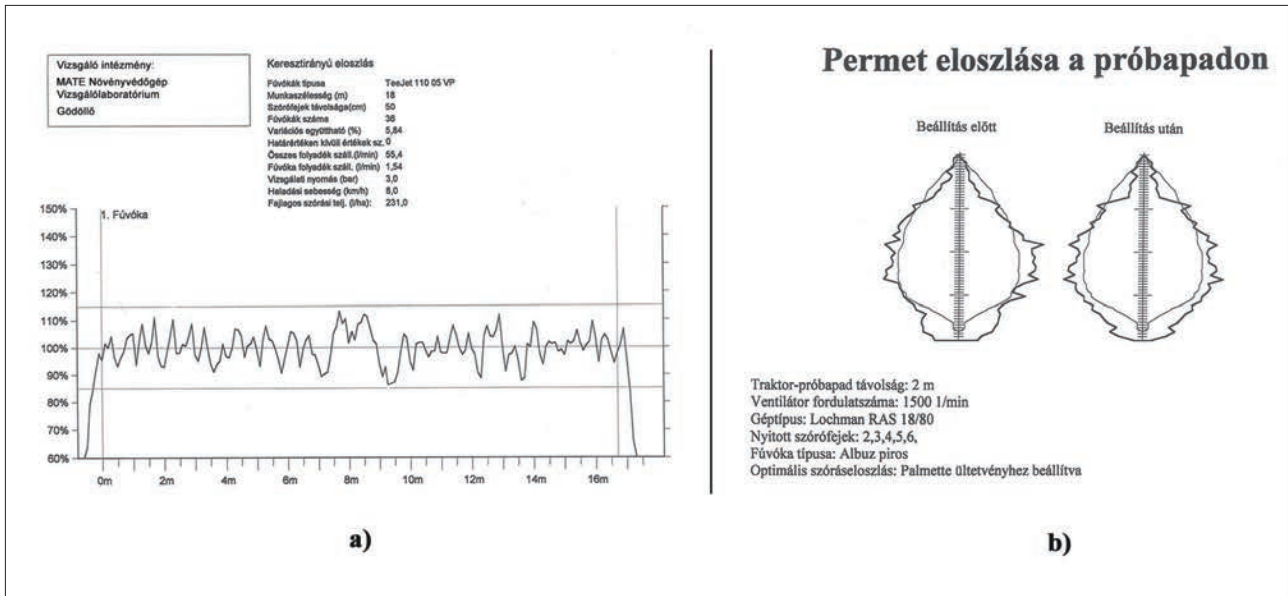 Vizsgáló intézmény:
MATE Növényvédőgép
Vizsgálólaboratórium
Gödöllő
Keresztirányú eloszlás
Fúvókák típusa TeeJet 110 05 VP
Munkaszélesség (m) 18
Szórófejek távolsága(cm) 50
Fúvókák száma 36
Variációs együttható (%) 5,84
Határértéken kívüli értékek sz. 0
Összes folyadék száll.(l/min) 55,4
Fúvóka folyadék száll. (l/min) 1,54
Vizsgálati nyomás (bar) 3,0
Haladási sebesség (km/h) 8,0
Fajlagos szórási telj. (l/ha): 231,0
1. Fúvóka
150%
140%
130%
120%
110%
100%
90%
80%
70%
60%
0m 2m 4m 6m 8m 10m 12m 14m 16m
a)
Permet eloszlása a próbapadon
Beállítás előtt Beállítás után
Traktor-próbapad távolság: 2 m
Ventilátor fordulatszáma: 1500 1/min
Géptípus: Lochman RAS 18/80
Nyitott szórófejek: 2,3,4,5,6,
Fúvóka típusa: Albuz piros
Optimális szóráseloszlás: Palmette ültetvényhez beállítva
b)